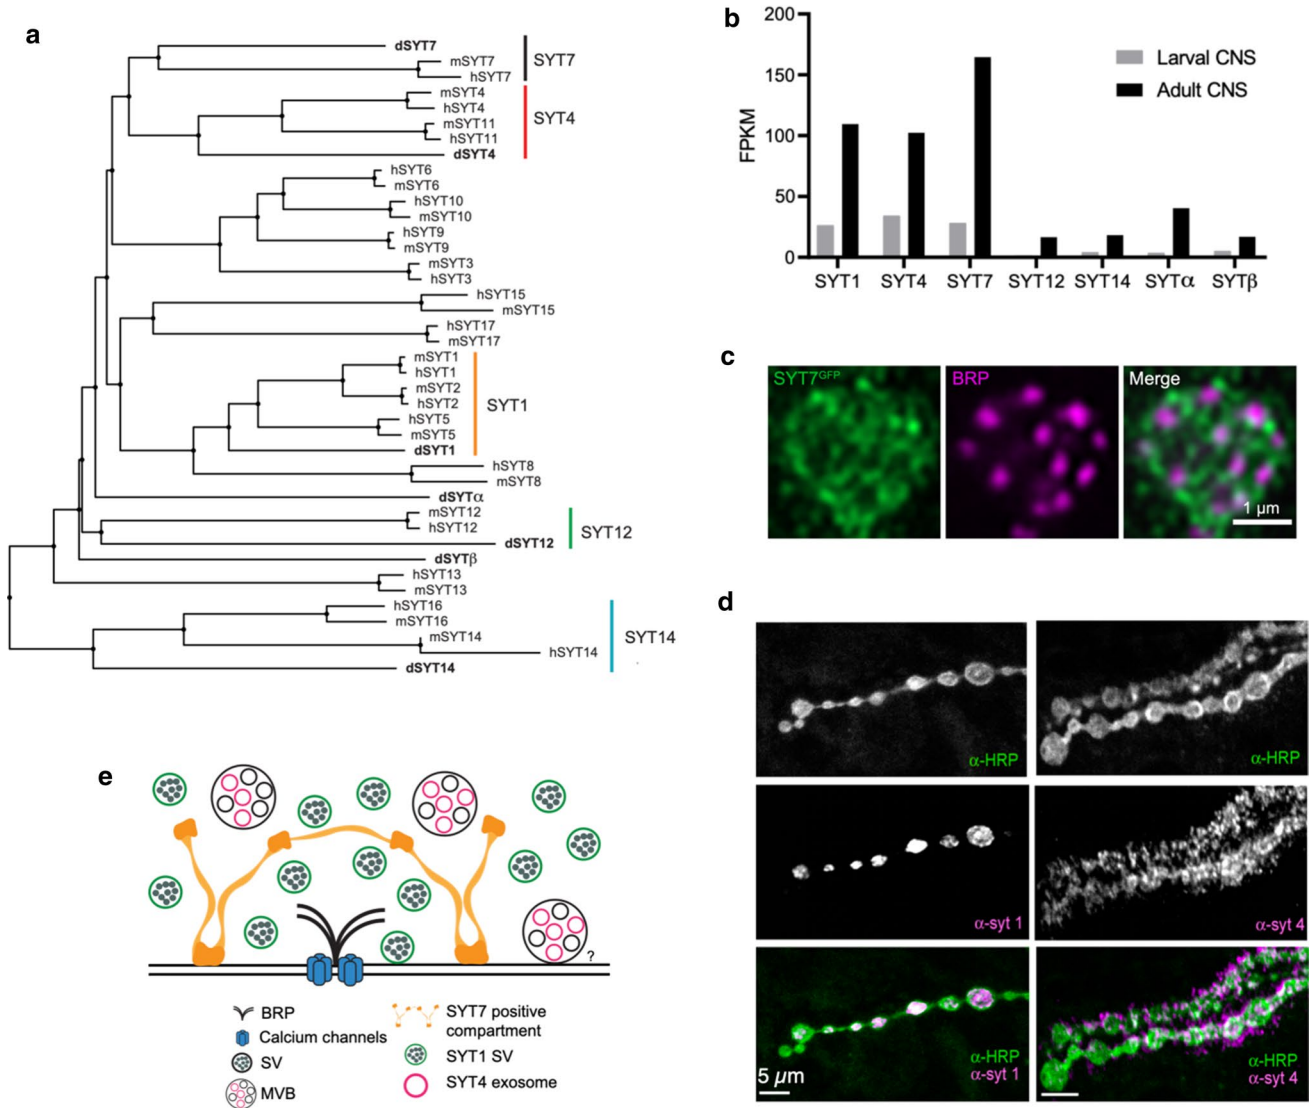 a
dSYT7
mSYT7
hSYT7
SYT7
mSYT4
hSYT4
mSYT11
hSYT11
dSYT4
SYT4
hSYT6
mSYT6
hSYT10
mSYT10
hSYT9
mSYT9
mSYT3
hSYT3
hSYT15
mSYT15
hSYT17
mSYT17
mSYT1
hSYT1
mSYT2
hSYT2
hSYT5
mSYT5
dSYT1
SYT1
hSYT8
mSYT8
dSYTα
mSYT12
hSYT12
dSYT12
SYT12
dSYTβ
hSYT13
mSYT13
hSYT16
mSYT16
mSYT14
hSYT14
dSYT14
SYT14
b
200
150
100
50
0
FPKM
Larval CNS
Adult CNS
SYT1 SYT4 SYT7 SYT12 SYT14 SYTα SYTβ
c
SYT7GFP
BRP
Merge
1 µm
d
α-HRP
α-HRP
α-syt 1
α-syt 4
α-HRP
α-syt 1
5 µm
α-HRP
α-syt 4
e
?
BRP
Calcium channels
SV
MVB
SYT7 positive
compartment
SYT1 SV
SYT4 exosome